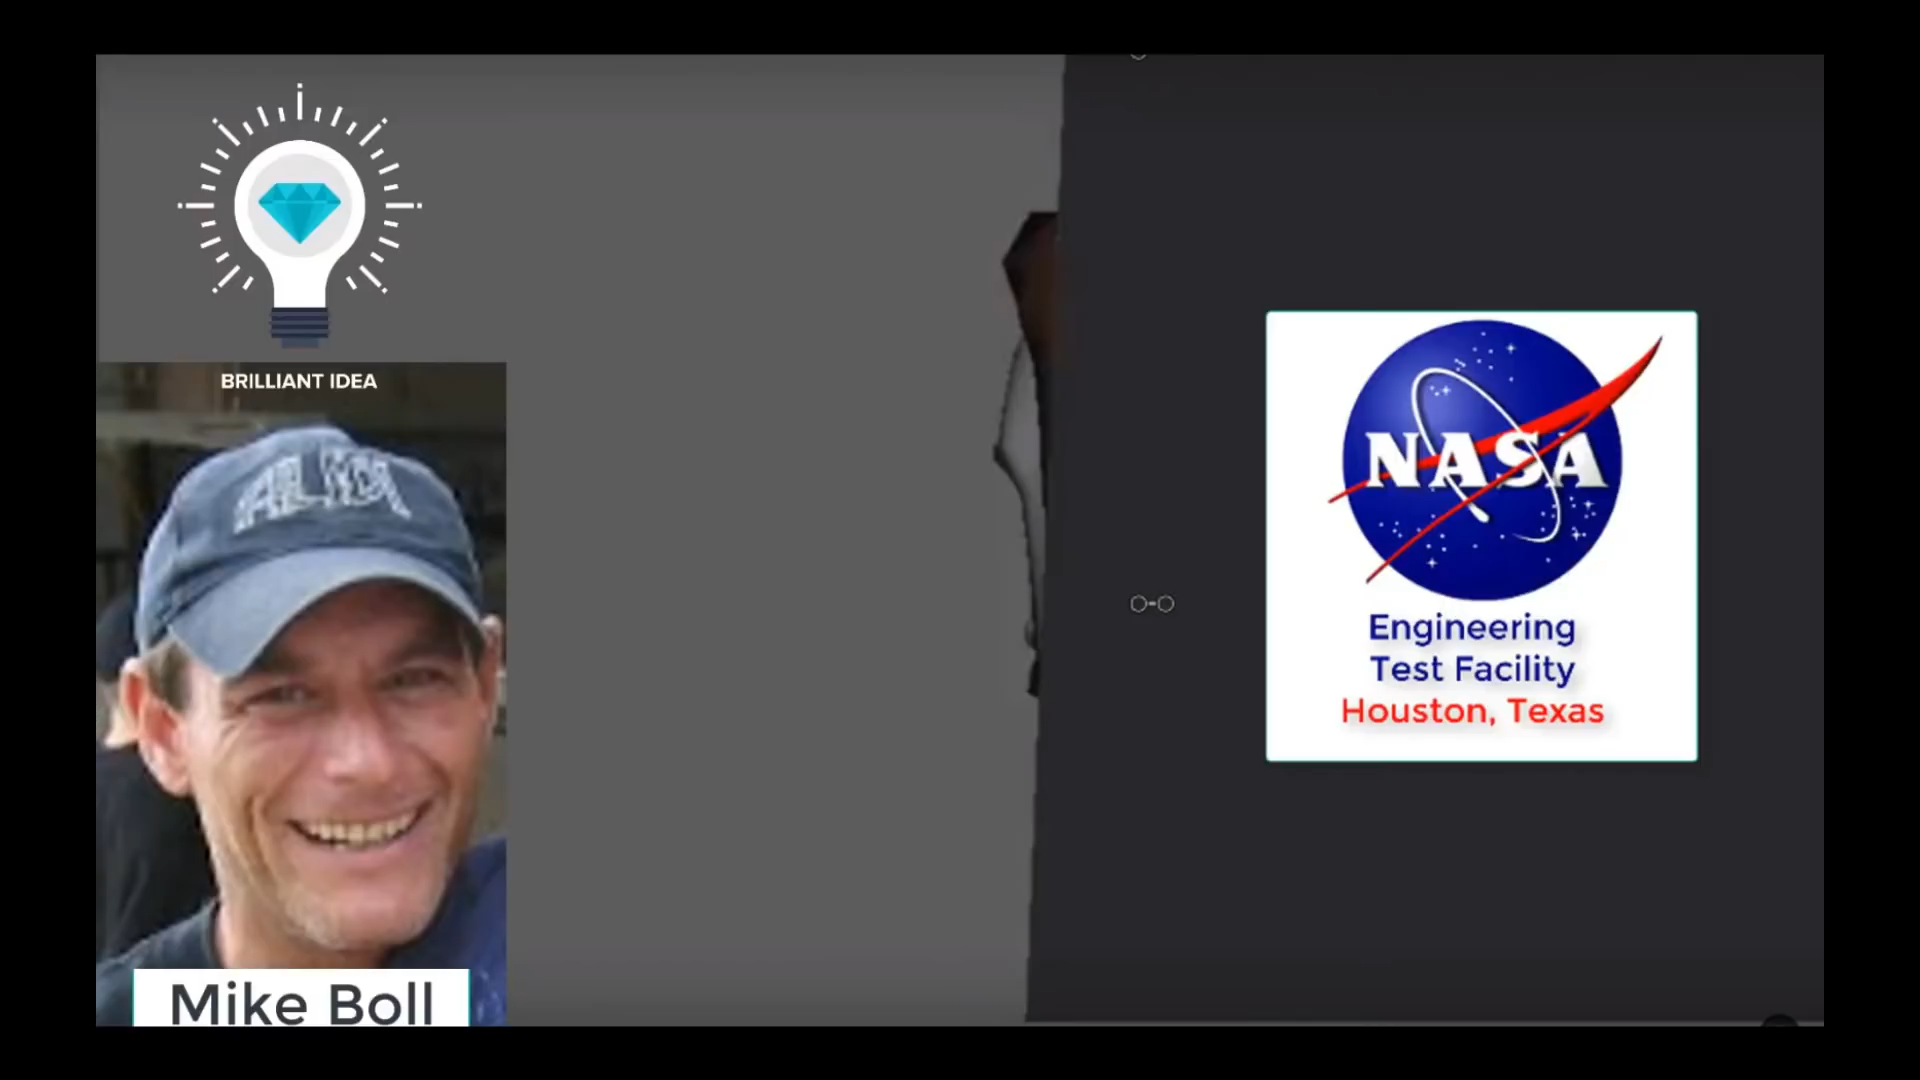 BRILLIANT IDEA
Mike Boll
NASA
Engineering
Test Facility
Houston, Texas